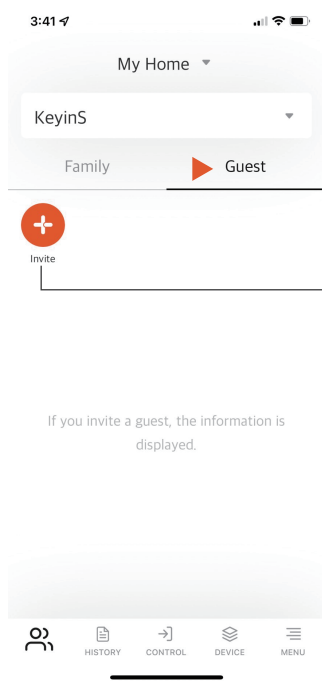 3:41
My Home
KeyinS
Family
Guest
Invite
If you invite a guest, the information is
displayed.
HISTORY
CONTROL
DEVICE
MENU